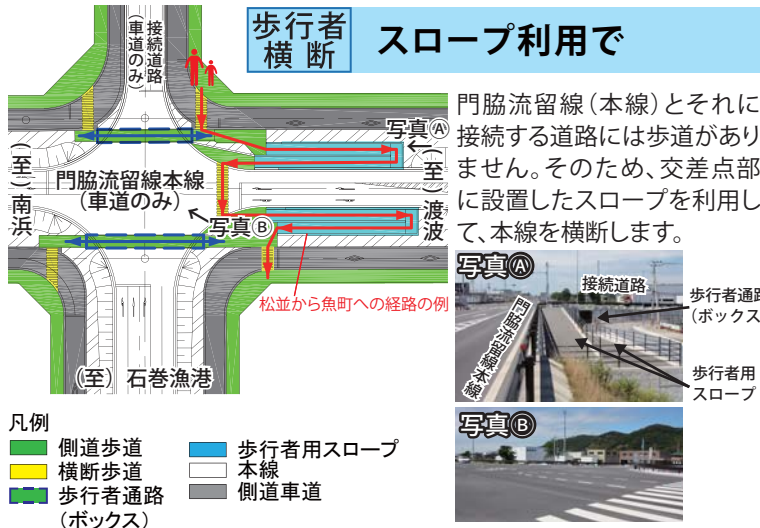 歩行者
横断
スロープ利用で
接続道路
(車道のみ)
写真Ⓐ
(至)渡波
(至)南浜
門脇流留線本線
(車道のみ)
写真Ⓑ
松並から魚町への経路の例
(至) 石巻漁港
門脇流留線(本線)とそれに
接続する道路には歩道があり
ません。そのため、交差点部
に設置したスロープを利用し
て、本線を横断します。
写真Ⓐ
接続道路
門脇流留線本線
歩行者通路
(ボックス
歩行者用
スロープ
写真Ⓑ
凡例
側道歩道
横断歩道
歩行者通路
(ボックス)
歩行者用スロープ
本線
側道車道